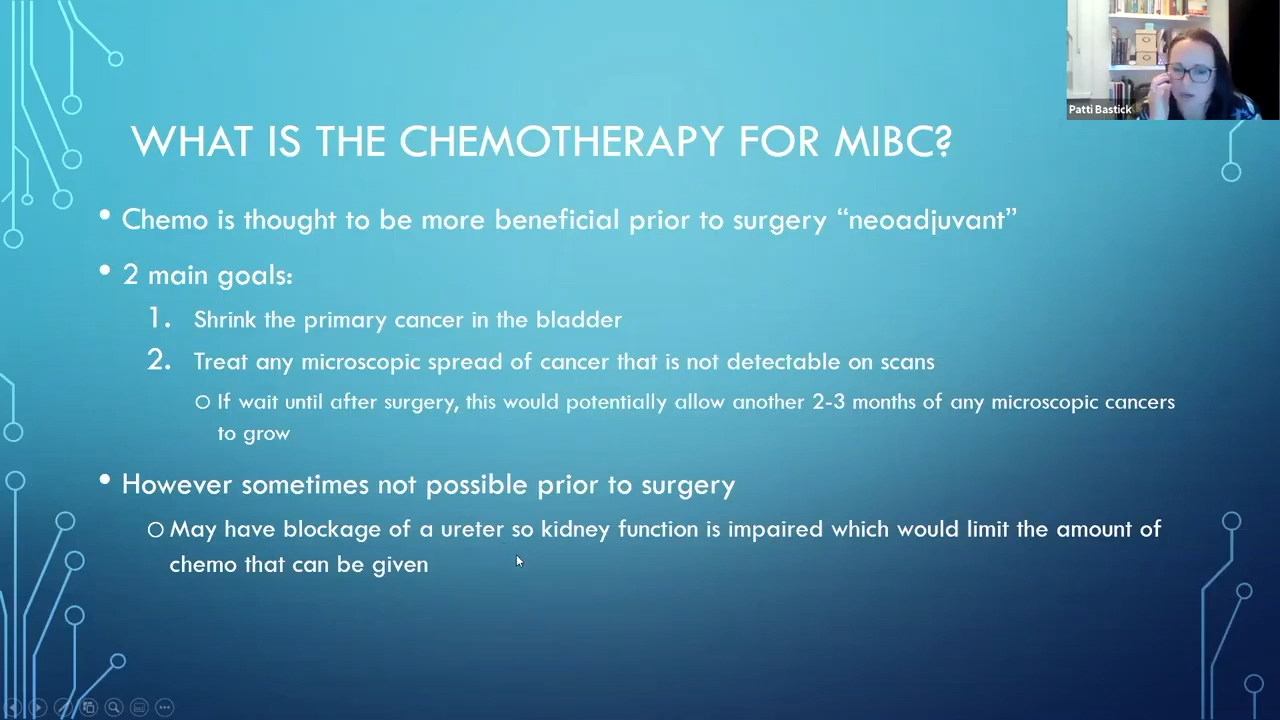 Patti Bastick
WHAT IS THE CHEMOTHERAPY FOR MIBC?
• Chemo is thought to be more beneficial prior to surgery “neoadjuvant”
• 2 main goals:
1. Shrink the primary cancer in the bladder
2. Treat any microscopic spread of cancer that is not detectable on scans
○ If wait until after surgery, this would potentially allow another 2-3 months of any microscopic cancers
to grow
• However sometimes not possible prior to surgery
○ May have blockage of a ureter so kidney function is impaired which would limit the amount of
chemo that can be given